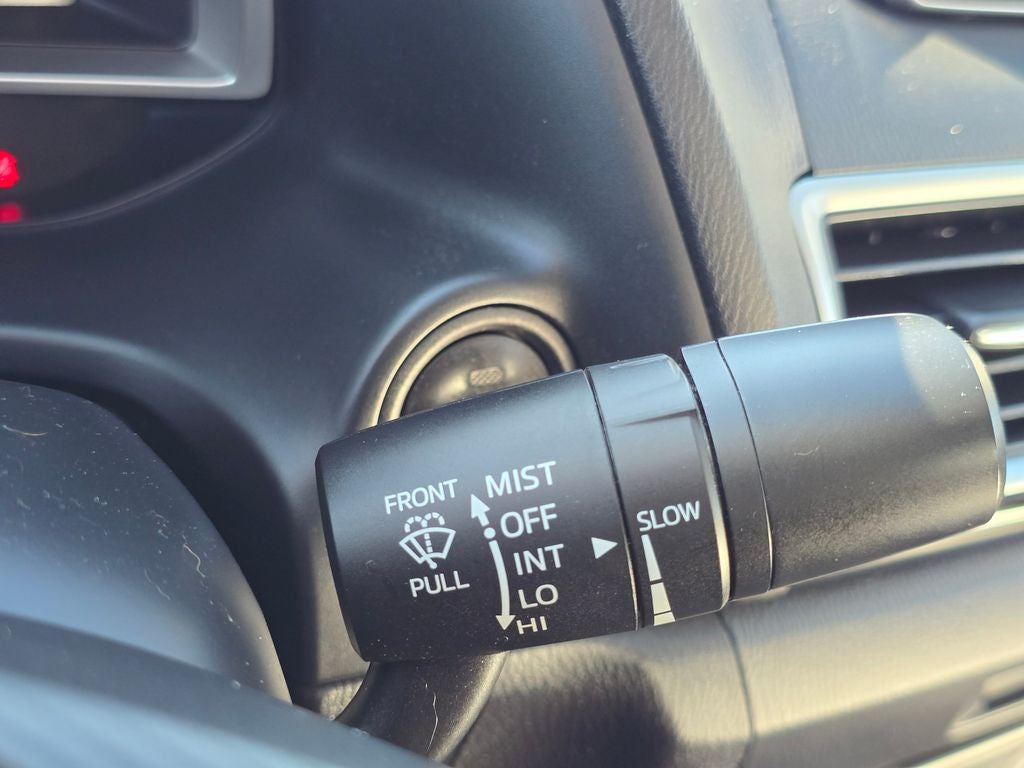 FRONT
PULL
MIST
OFF
INT
LO
HI
SLOW